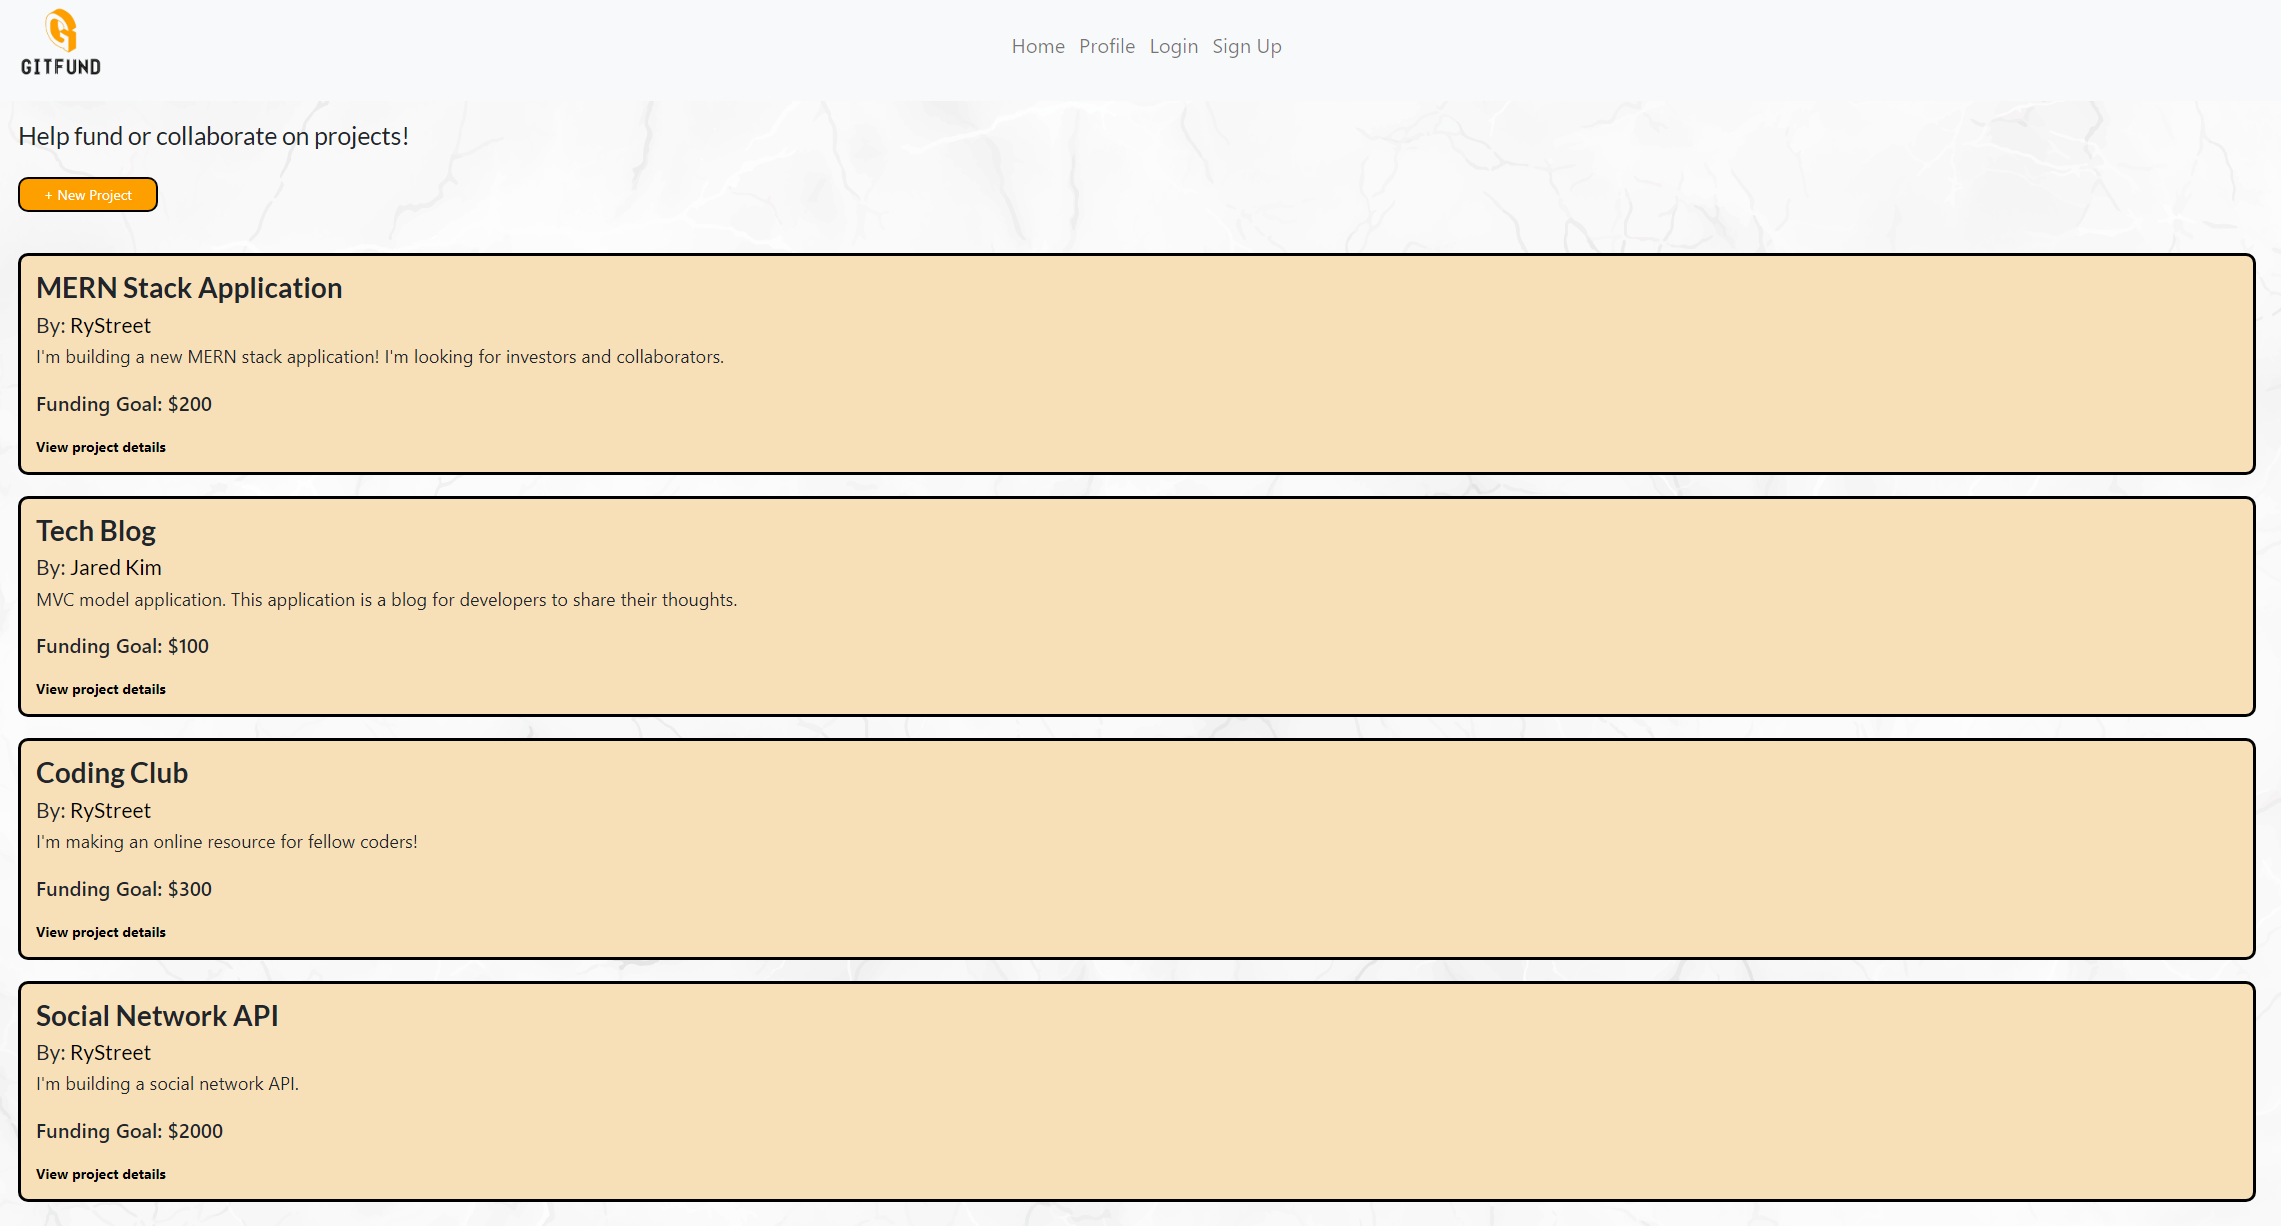 GITFUND
Home Profile Login Sign Up
Help fund or collaborate on projects!
+ New Project
MERN Stack Application
By: RyStreet
I'm building a new MERN stack application! I'm looking for investors and collaborators.
Funding Goal: $200
View project details
Tech Blog
By: Jared Kim
MVC model application. This application is a blog for developers to share their thoughts.
Funding Goal: $100
View project details
Coding Club
By: RyStreet
I'm making an online resource for fellow coders!
Funding Goal: $300
View project details
Social Network API
By: RyStreet
I'm building a social network API.
Funding Goal: $2000
View project details